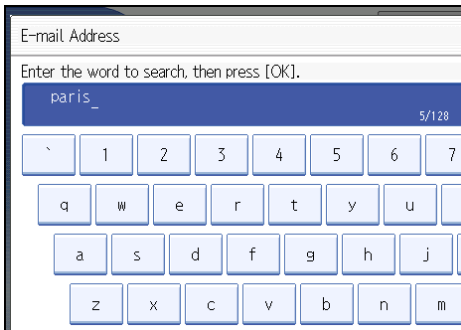 E-mail Address
Enter the word to search, then press [OK].
paris_
5/128
` 1 2 3 4 5 6 7
q w e r t y u
a s d f g h j
z x c v b n m